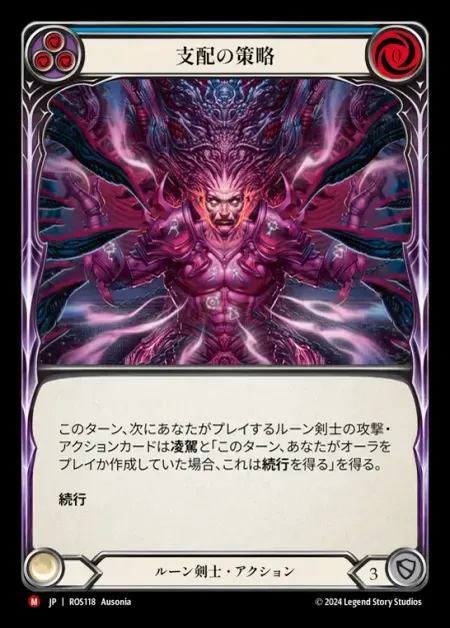 支配の策略
0
このターン、次にあなたがプレイするルーン剣士の攻撃・
アクションカードは凌駕と「このターン、あなたがオーラを
プレイか作成していた場合、これは続行を得る」を得る。
続行
ルーン剣士・アクション
3
M JP | ROS118 Ausonia
© 2024 Legend Story Studios